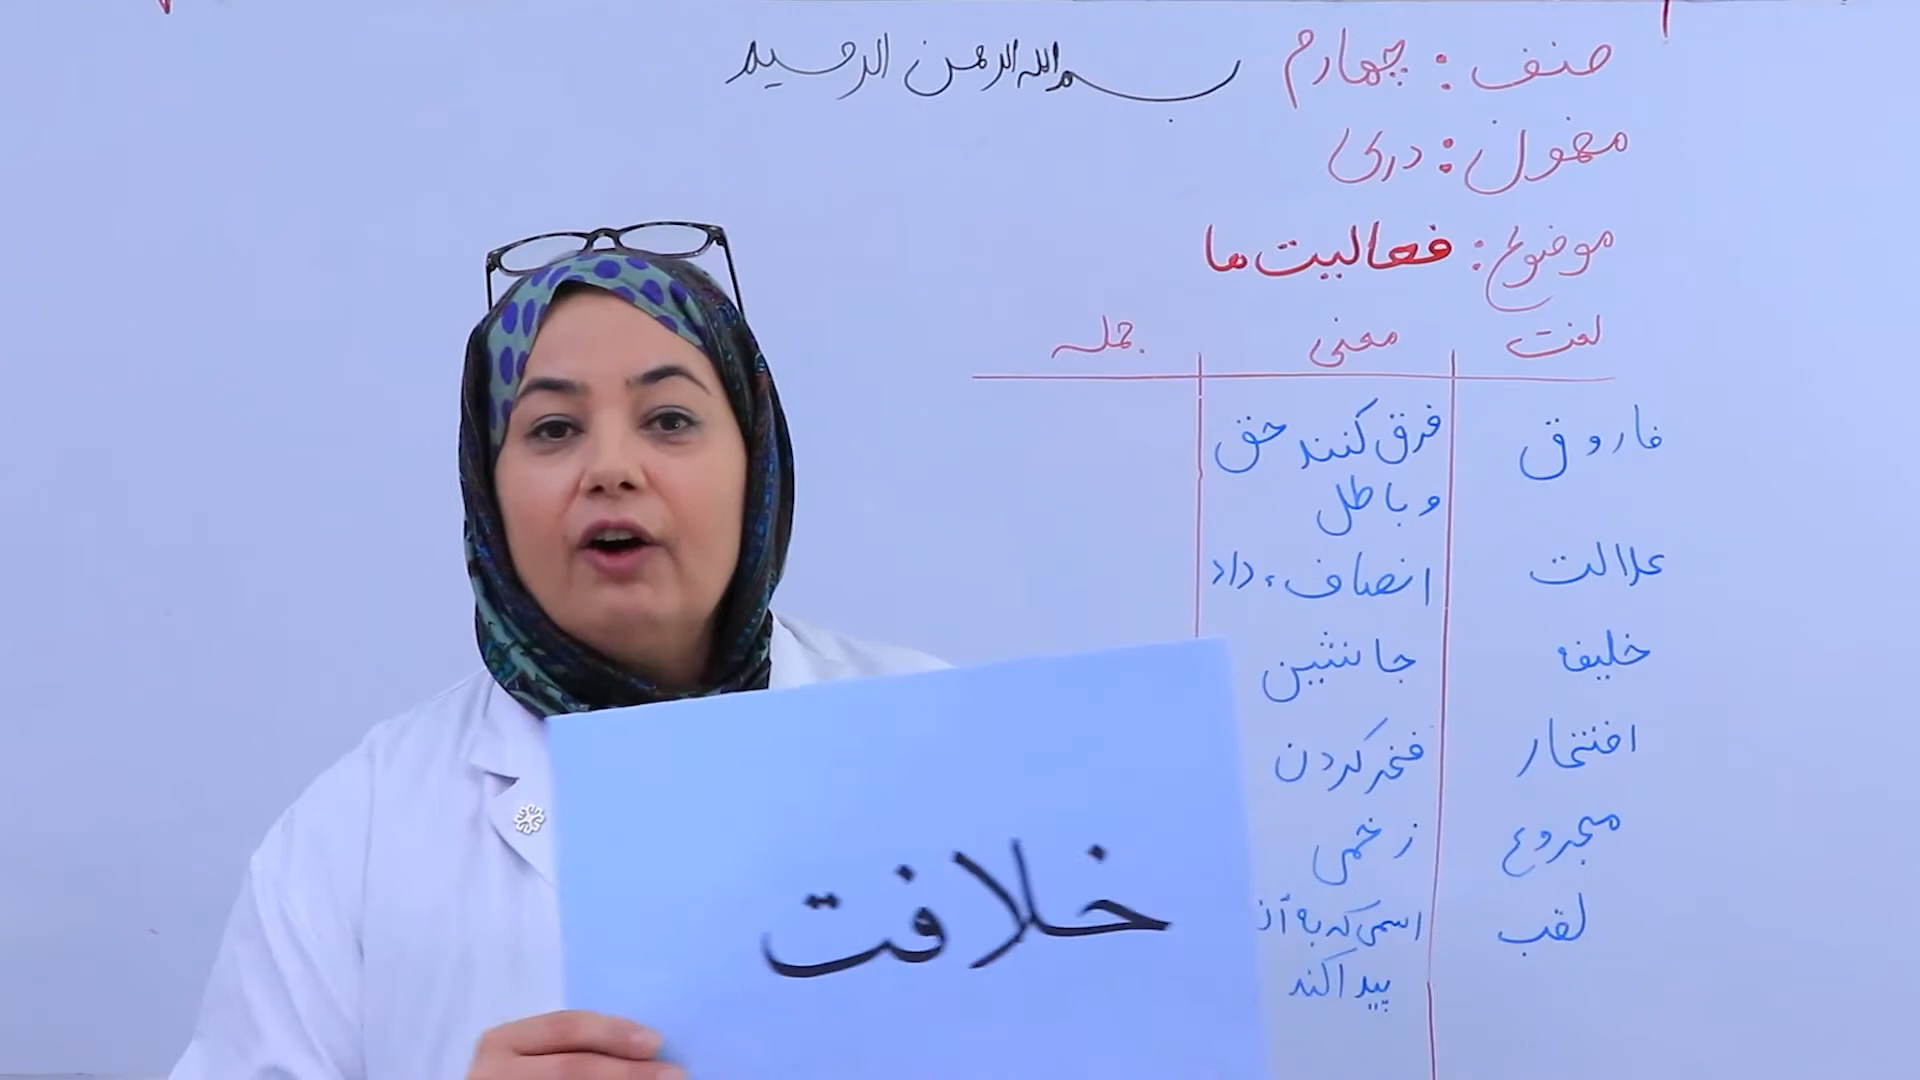 بسم الله الرحمن الرحیم
صنف : چهارم
مضمون : دری
موضوع : فعالیت ها
لغت معنی جمله
فاروق فرق کنند حق
و باطل
عدالت انصاف، داد
خلیفه جانشین
افتخار فخر کردن
مجروح زخمی
لقب اسمی که به آن
پیدا کند
خلافت